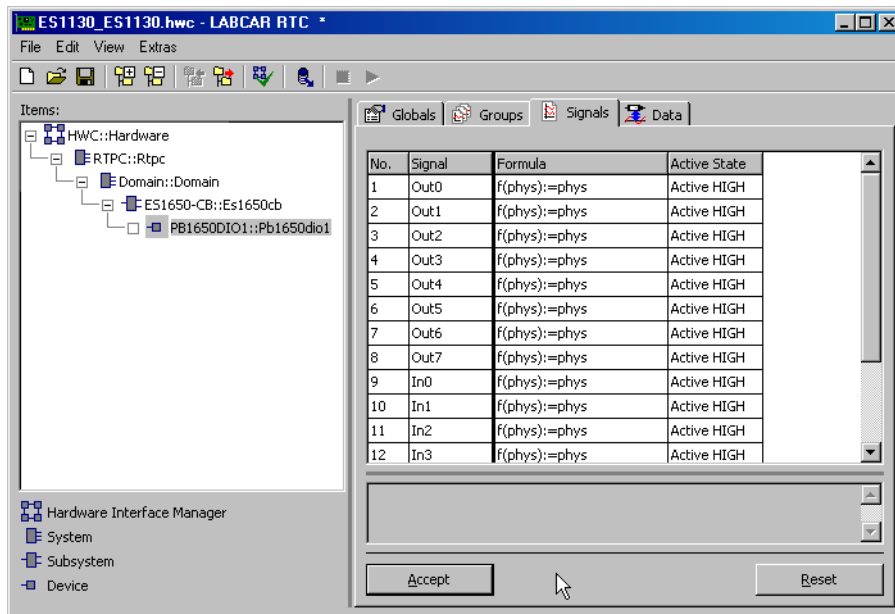 ES1130_ES1130.hwc - LABCAR RTC *
File Edit View Extras
Items:
HWC::Hardware
RTPC::Rtpc
Domain::Domain
ES1650-CB::Es1650cb
PB1650DIO1::Pb1650dio1
Hardware Interface Manager
System
Subsystem
Device
Globals Groups Signals Data
No. Signal Formula Active State
1 Out0 f(phys):=phys Active HIGH
2 Out1 f(phys):=phys Active HIGH
3 Out2 f(phys):=phys Active HIGH
4 Out3 f(phys):=phys Active HIGH
5 Out4 f(phys):=phys Active HIGH
6 Out5 f(phys):=phys Active HIGH
7 Out6 f(phys):=phys Active HIGH
8 Out7 f(phys):=phys Active HIGH
9 In0 f(phys):=phys Active HIGH
10 In1 f(phys):=phys Active HIGH
11 In2 f(phys):=phys Active HIGH
12 In3 f(phys):=phys Active HIGH
Accept Reset